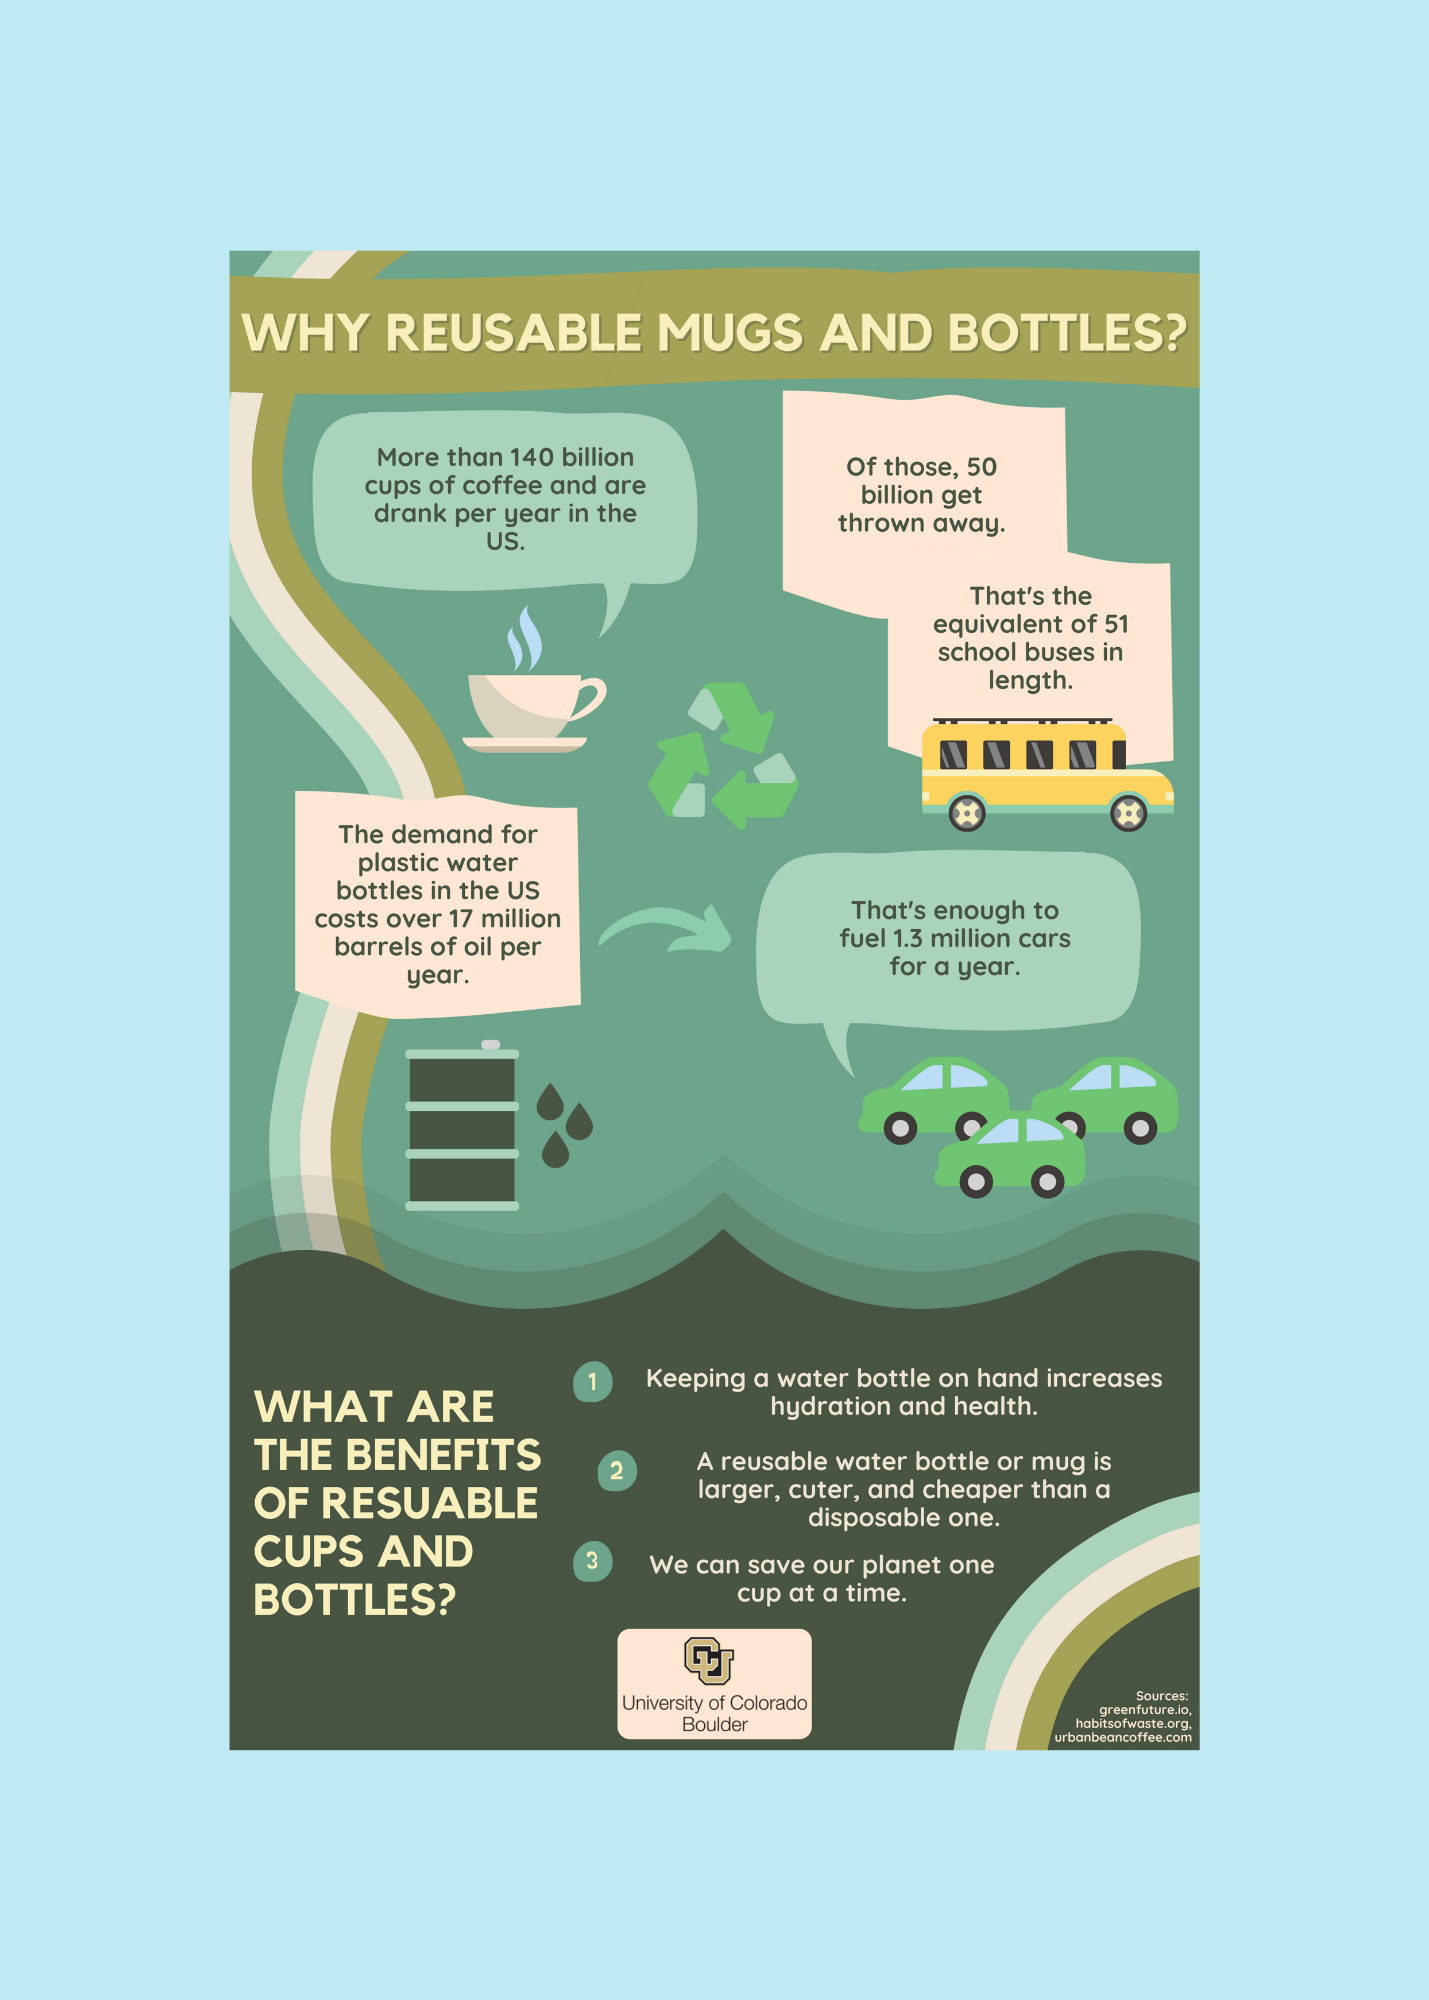 WHY REUSABLE MUGS AND BOTTLES?
More than 140 billion
cups of coffee and are
drank per year in the
US.
Of those, 50
billion get
thrown away.
That's the
equivalent of 51
school buses in
length.
The demand for
plastic water
bottles in the US
costs over 17 million
barrels of oil per
year.
That's enough to
fuel 1.3 million cars
for a year.
WHAT ARE
THE BENEFITS
OF RESUABLE
CUPS AND
BOTTLES?
1
Keeping a water bottle on hand increases
hydration and health.
2
A reusable water bottle or mug is
larger, cuter, and cheaper than a
disposable one.
3
We can save our planet one
cup at a time.
CU
University of Colorado
Boulder
Sources:
greenfuture.io,
habitsofwaste.org,
urbanbeancoffee.com